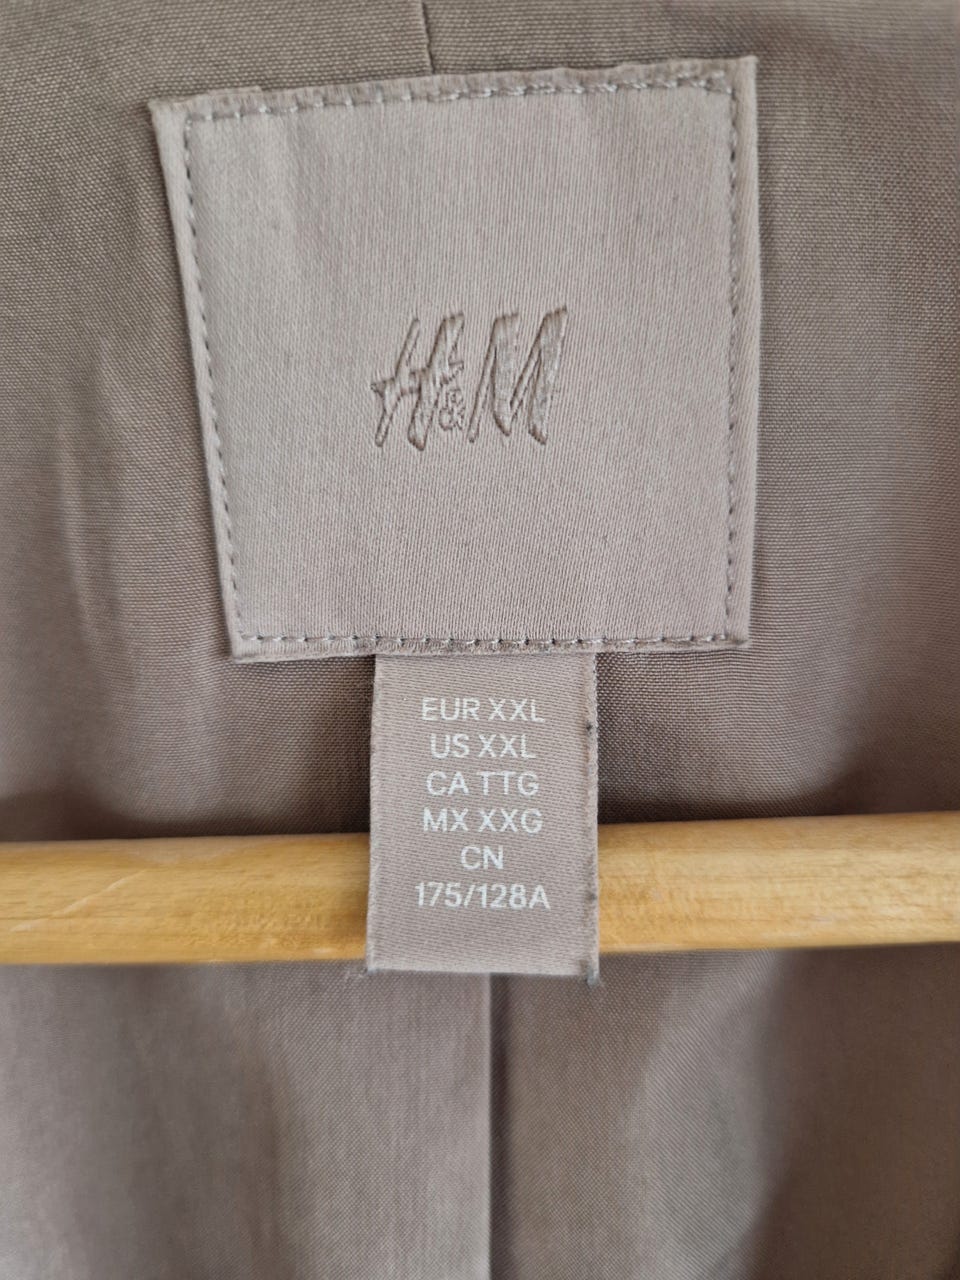 H&M
EUR XXL
US XXL
CA TTG
MX XXG
CN
175/128A